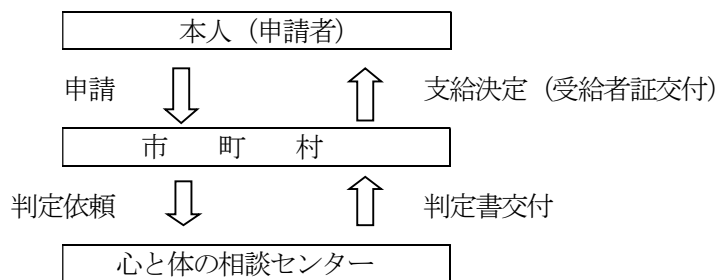 本人（申請者）
申請
支給決定（受給者証交付）
市　　町　　村
判定依頼
判定書交付
心と体の相談センター